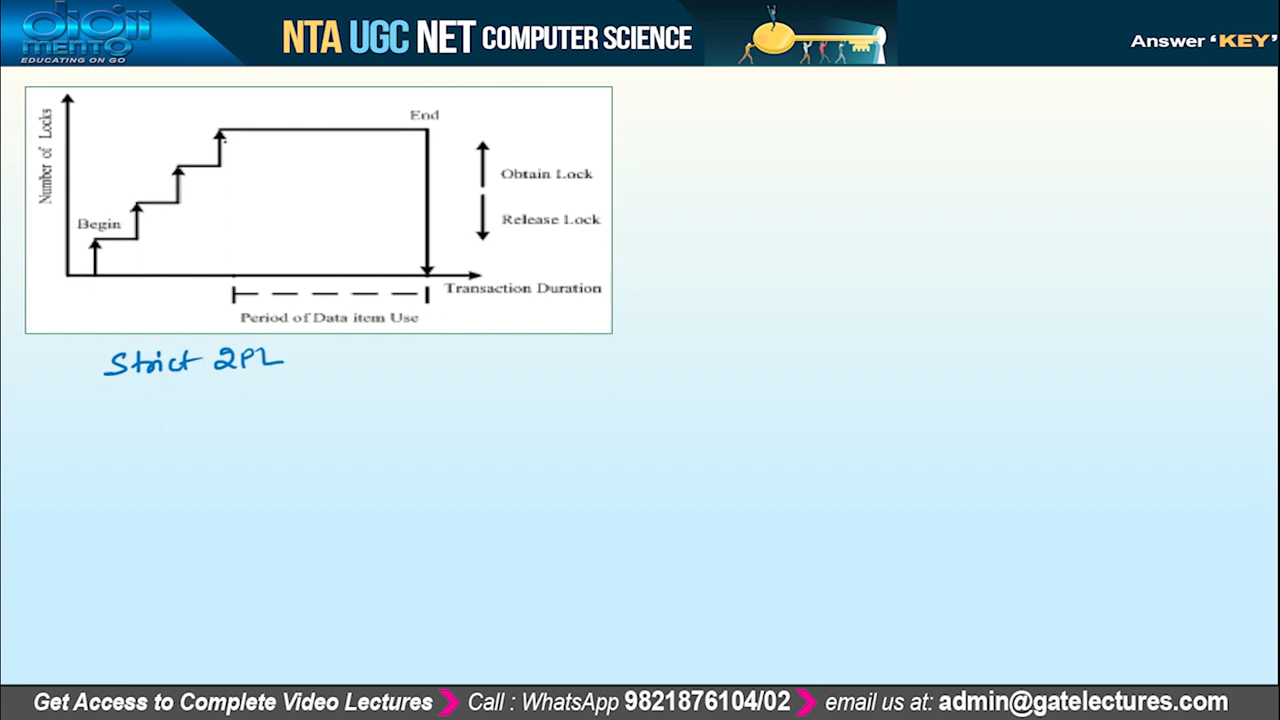 digii
MENTO
EDUCATING ON GO
NTA UGC NET COMPUTER SCIENCE
Answer ‘KEY’
Number of Locks
End
Begin
Obtain Lock
Release Lock
Transaction Duration
Period of Data item Use
Strict 2PL
Get Access to Complete Video Lectures Call : WhatsApp 9821876104/02 email us at: admin@gatelectures.com